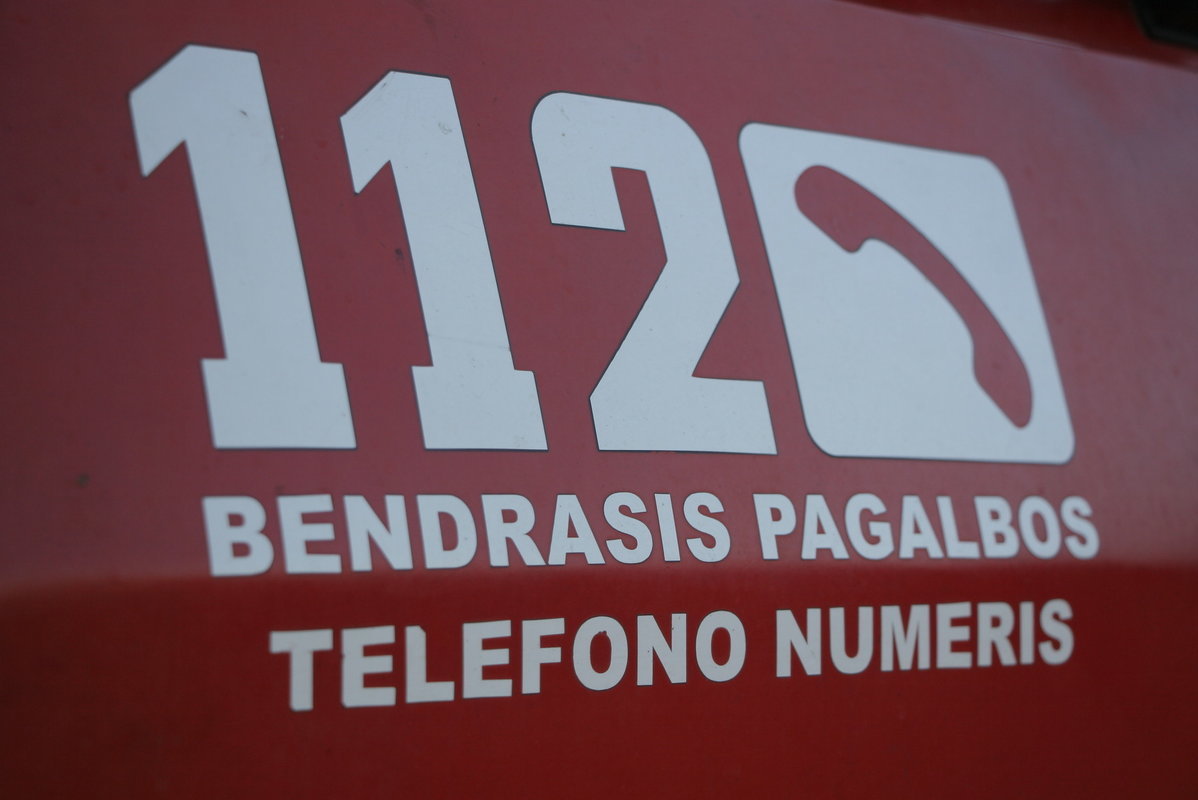 112
BENDRASIS PAGALBOS
TELEFONO NUMERIS